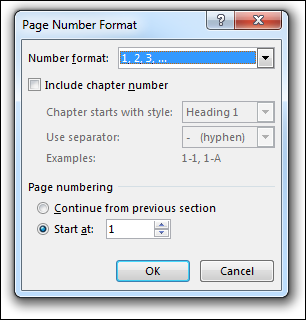 Page Number Format ? X
Number format: 1, 2, 3, ...
Include chapter number
Chapter starts with style: Heading 1
Use separator: - (hyphen)
Examples: 1-1, 1-A
Page numbering
Continue from previous section
Start at: 1
OK Cancel